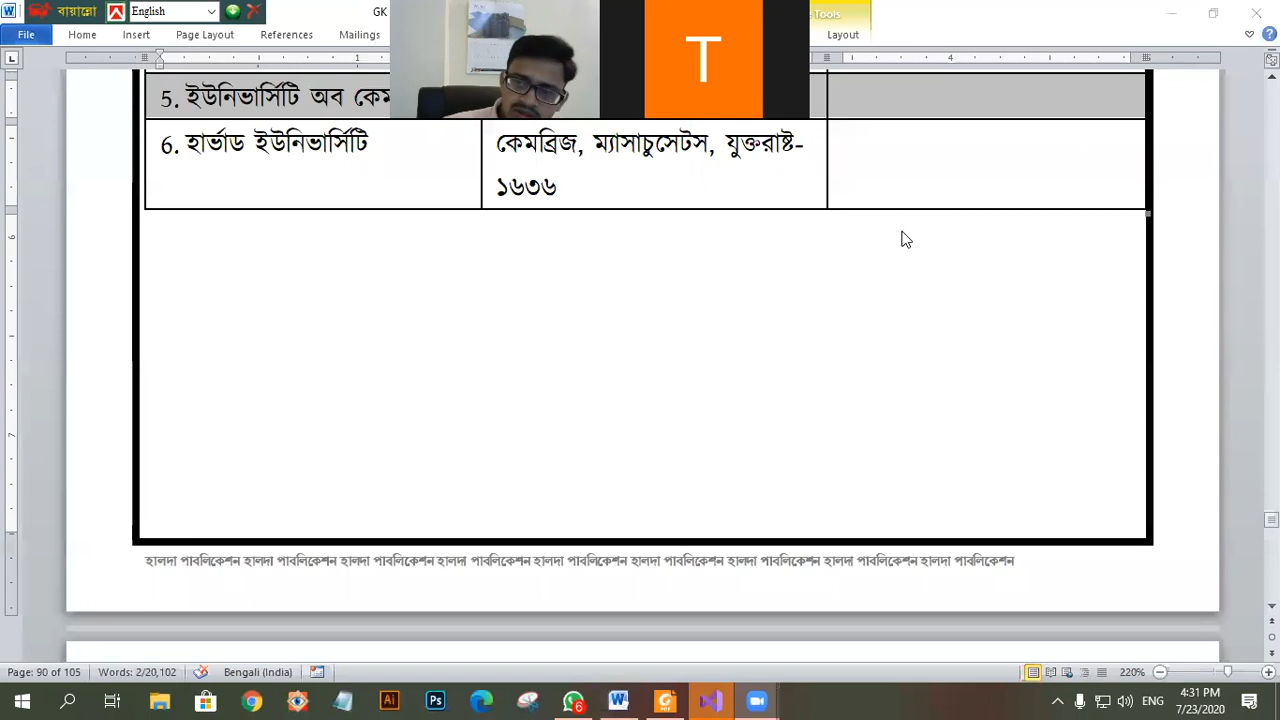 বায়ান্নো English GK Tools
File Home Insert Page Layout References Mailings Layout
T
5. ইউনিভার্সিটি অব
6. হার্ভাড ইউনিভার্সিটি কেমব্রিজ, ম্যাসাচুসেটস, যুক্তরাষ্ট-
১৬৩৬
হালদা পাবলিকেশন হালদা পাবলিকেশন হালদা পাবলিকেশন হালদা পাবলিকেশন হালদা পাবলিকেশন হালদা পাবলিকেশন হালদা পাবলিকেশন হালদা পাবলিকেশন হালদা পাবলিকেশন
Page: 90 of 105 Words: 2/20,102 Bengali (India) 220%
ENG 4:31 PM
7/23/2020